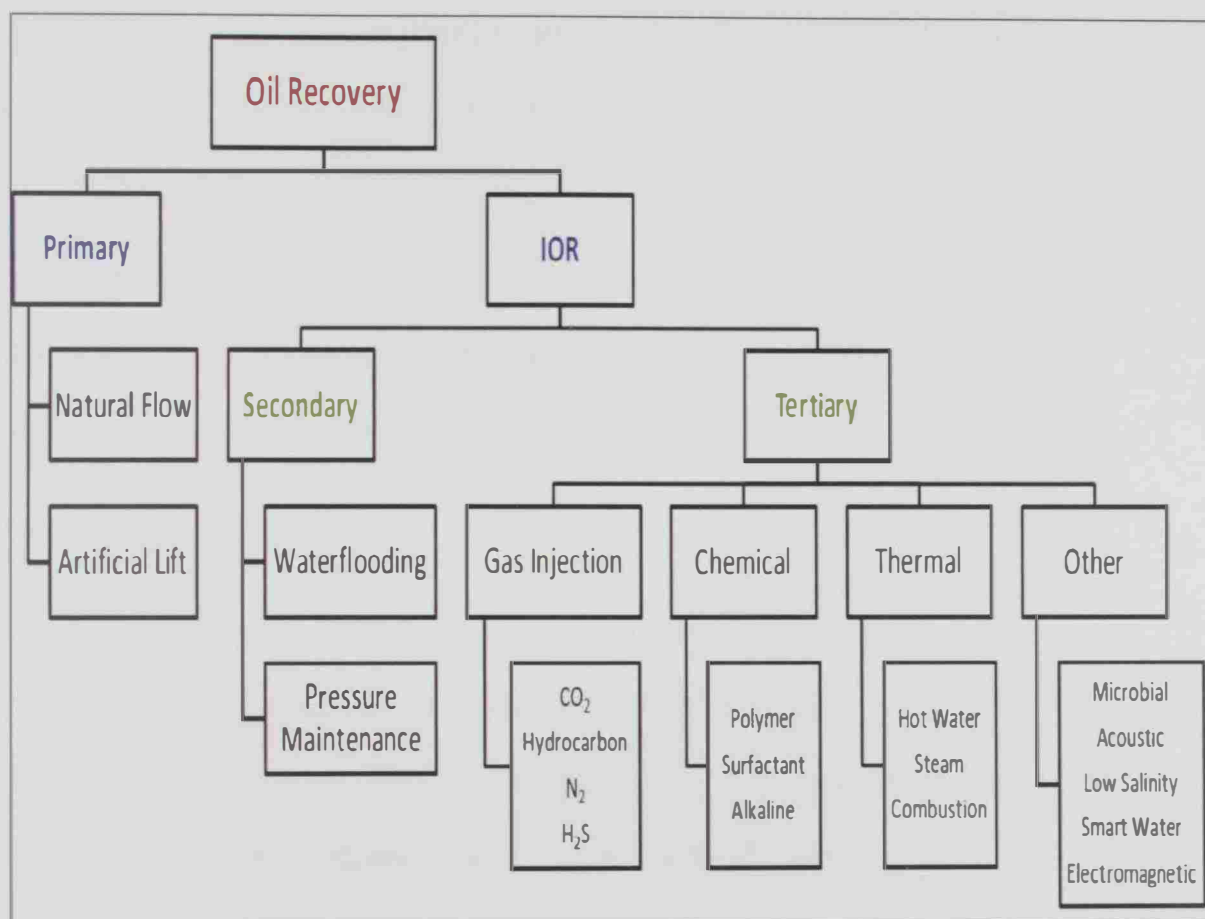 Oil Recovery
Primary
IOR
Natural Flow
Secondary
Tertiary
Artificial Lift
Waterflooding
Gas Injection
Chemical
Thermal
Other
Pressure
Maintenance
CO₂
Hydrocarbon
N₂
H₂S
Polymer
Surfactant
Alkaline
Hot Water
Steam
Combustion
Microbial
Acoustic
Low Salinity
Smart Water
Electromagnetic